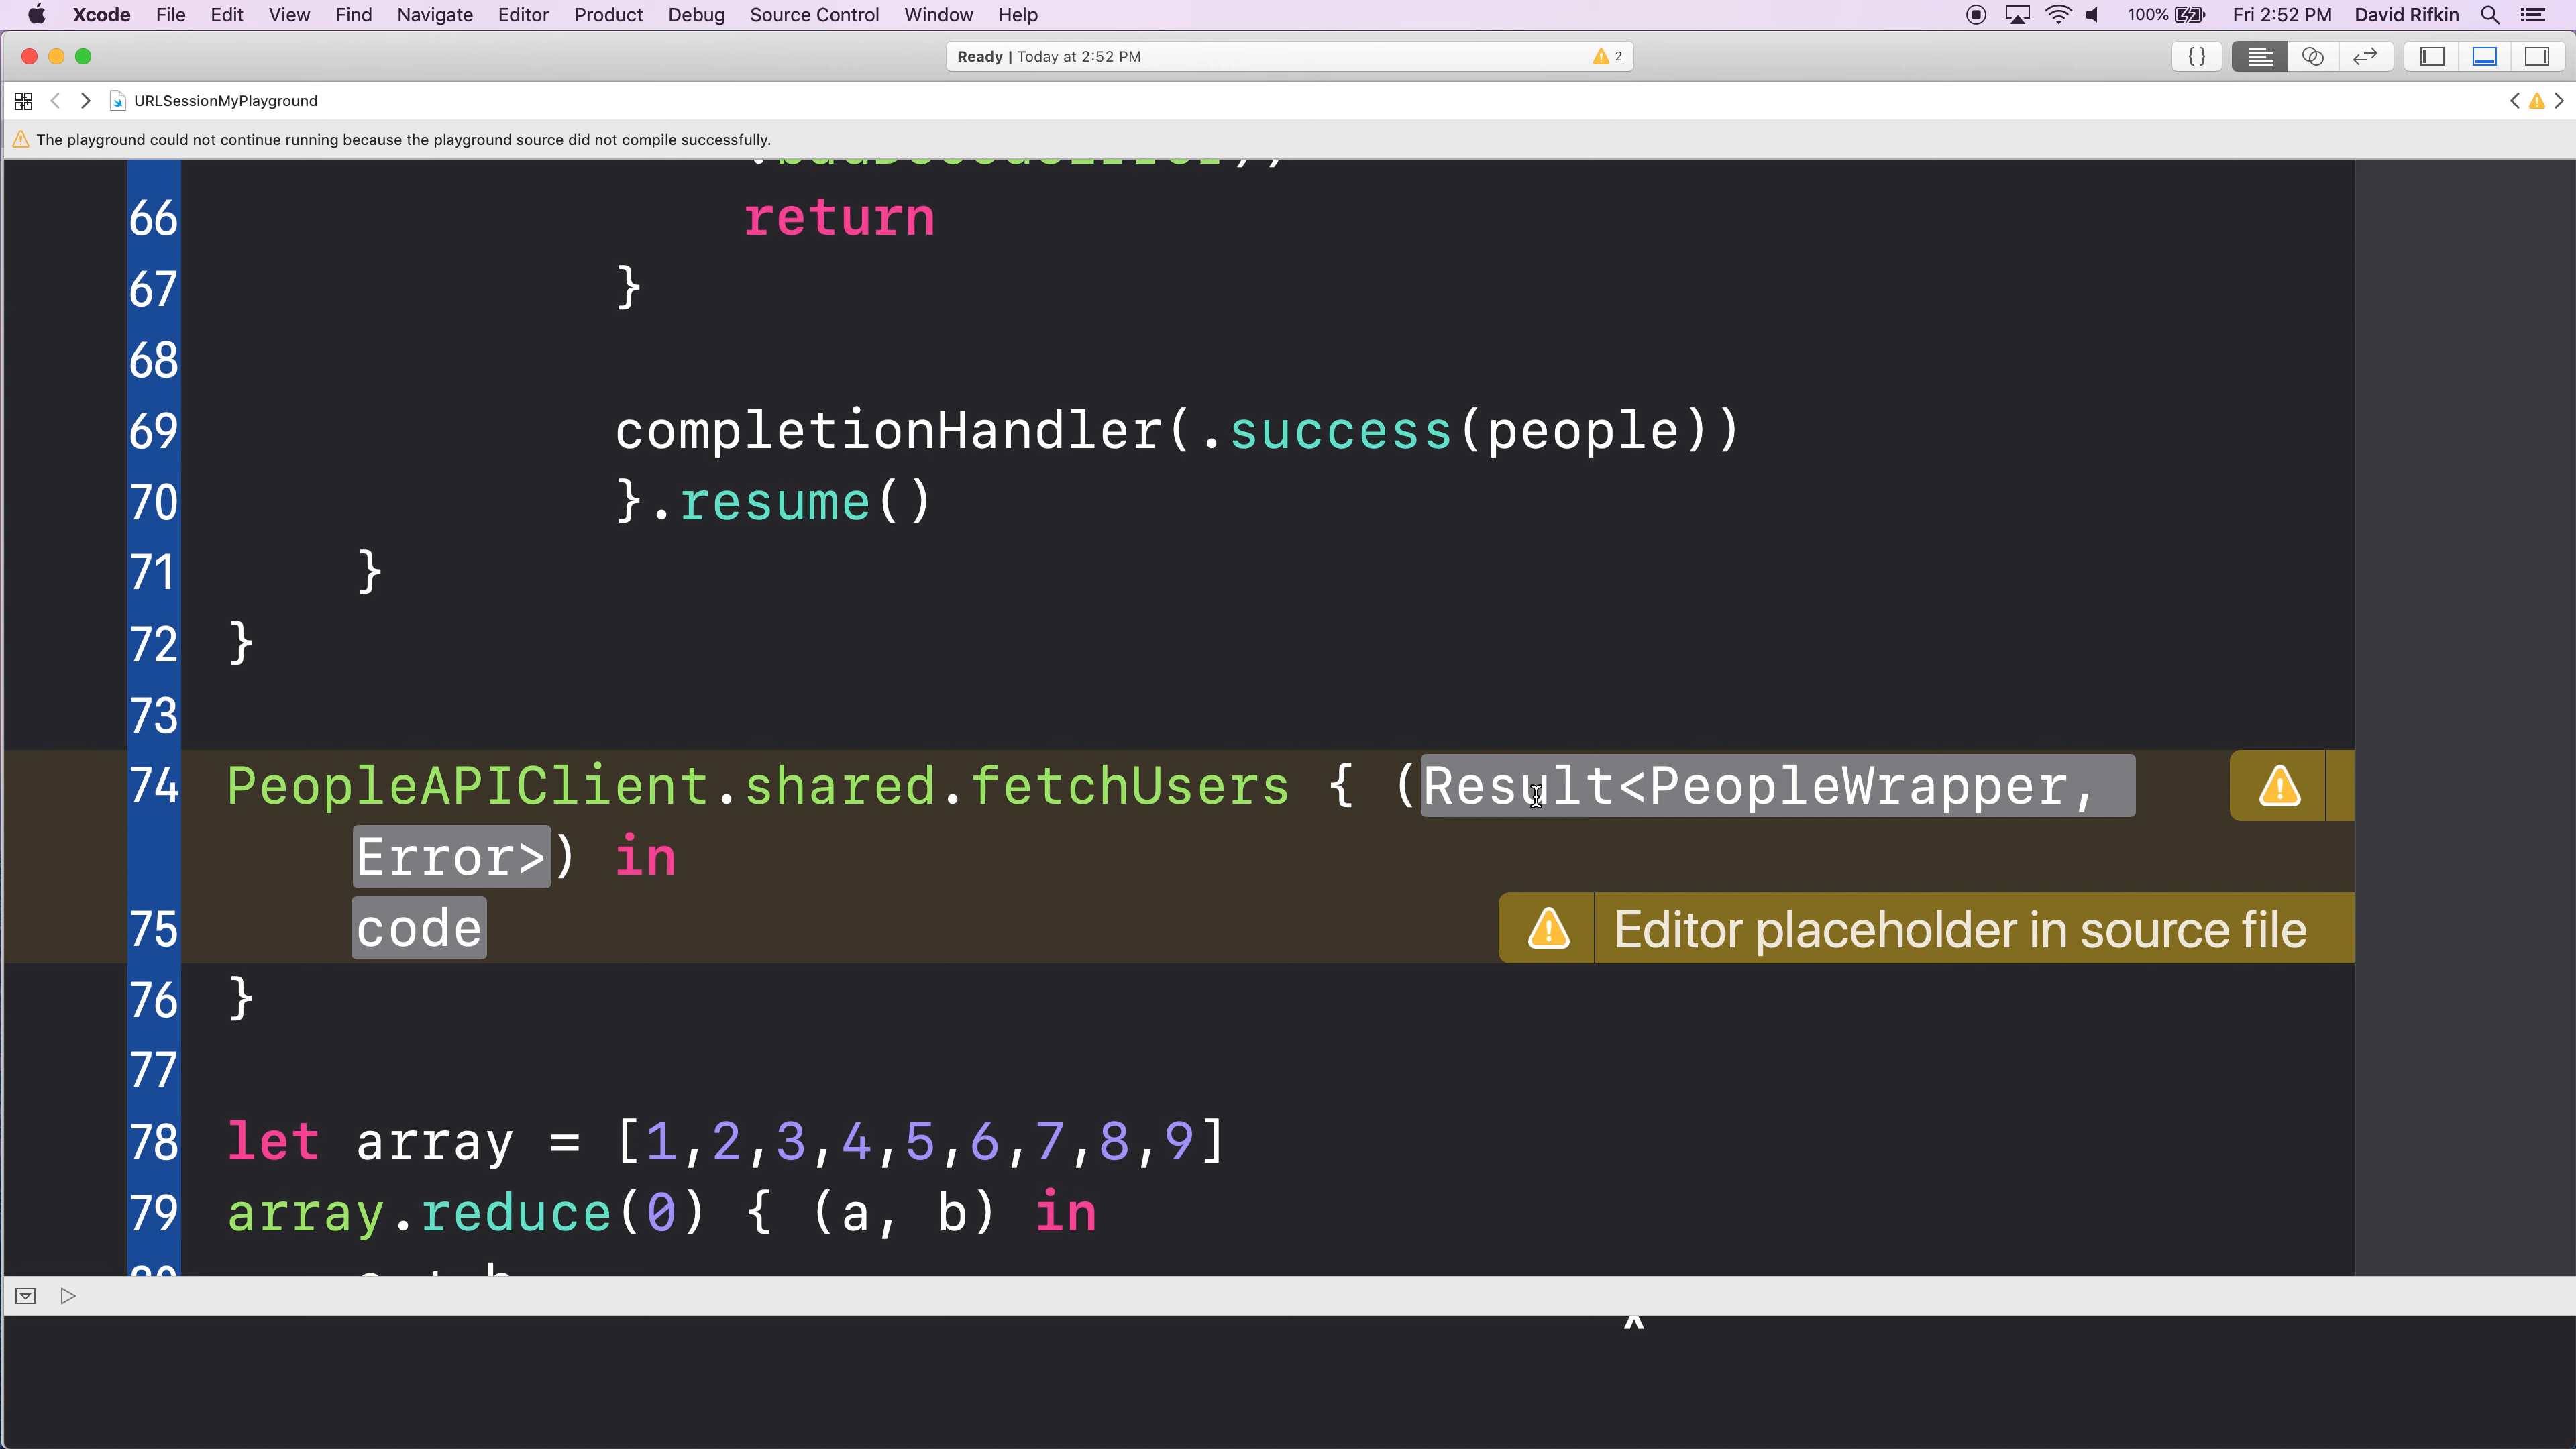 Xcode File Edit View Find Navigate Editor Product Debug Source Control Window Help 100% Fri 2:52 PM David Rifkin
Ready | Today at 2:52 PM 2
URLSessionMyPlayground
The playground could not continue running because the playground source did not compile successfully.
66 return
67 }
68
69 completionHandler(.success(people))
70 }.resume()
71 }
72 }
73
74 PeopleAPIClient.shared.fetchUsers { (Result<PeopleWrapper,
Error>) in
75 code Editor placeholder in source file
76 }
77
78 let array = [1,2,3,4,5,6,7,8,9]
79 array.reduce(0) { (a, b) in
^